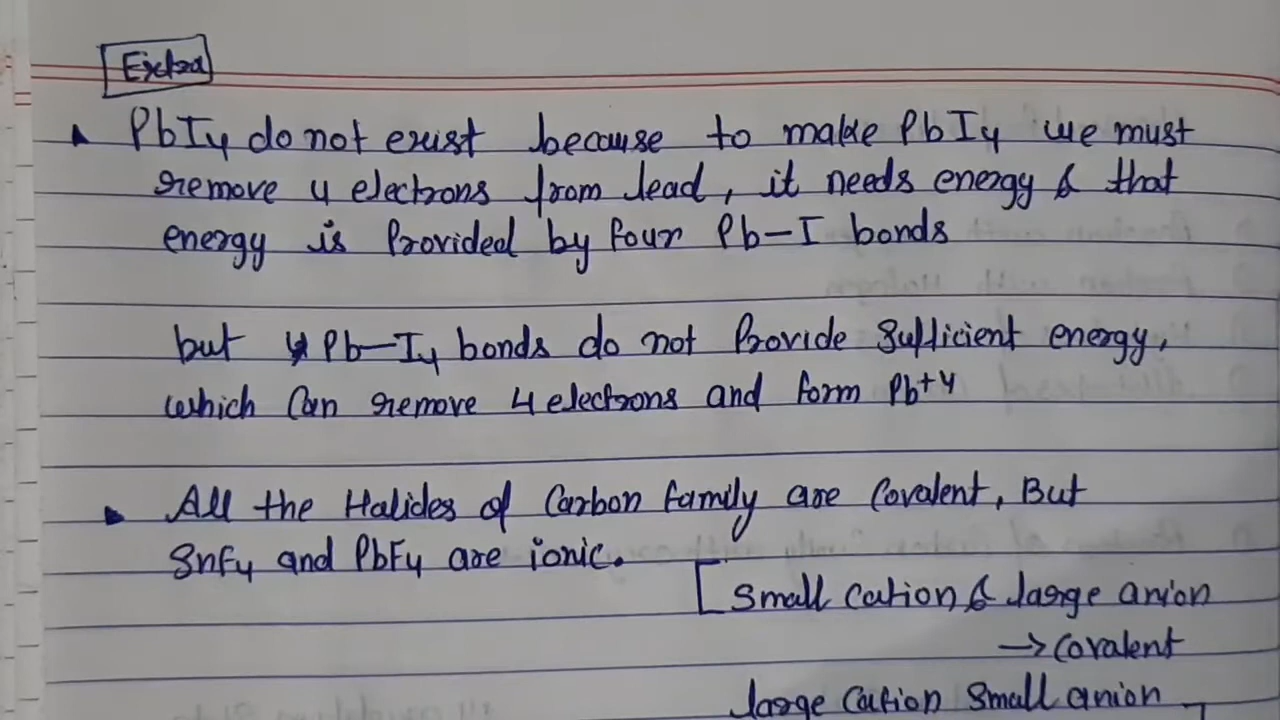 Extra
PbI4 do not exist because to make PbI4 we must
remove 4 electrons from lead, it needs energy & that
energy is Provided by four Pb-I bonds
but Pb-I4 bonds do not Provide Sufficient energy,
which Can remove 4 electrons and form Pb+4
All the Halides of Carbon family are Covalent, But
SnF4 and PbF4 are ionic.
[Small Cation & large anion
→ Covalent
large Cation Small anion